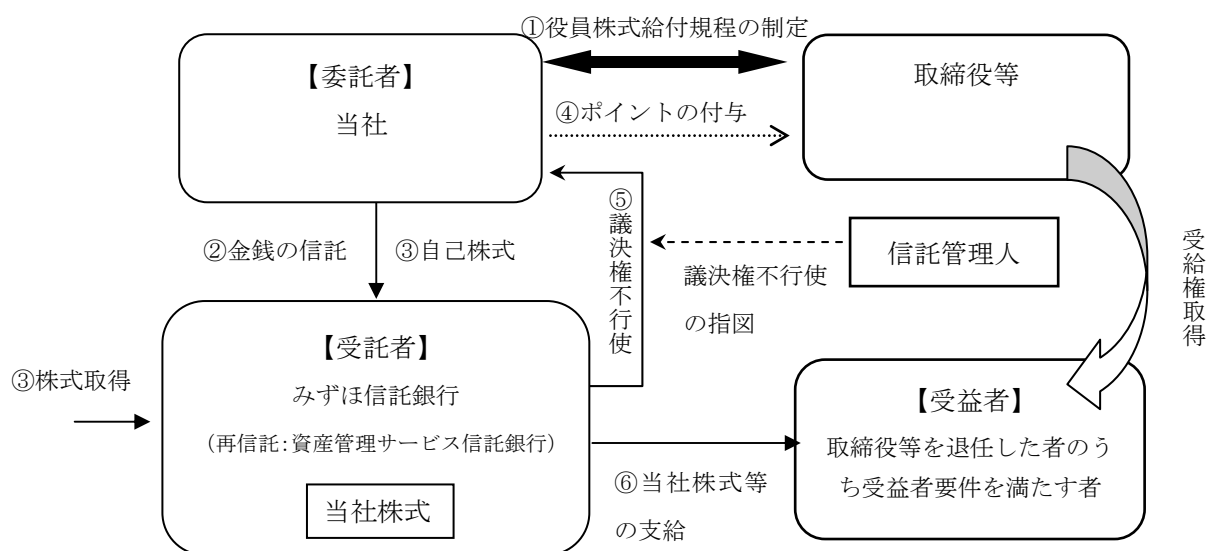 ①役員株式給付規程の制定
【委託者】
当社
取締役等
④ポイントの付与
②金銭の信託
③自己株式
⑤議決権不行使
議決権不行使
の指図
信託管理人
受給権取得
③株式取得
【受託者】
みずほ信託銀行
（再信託：資産管理サービス信託銀行）
当社株式
⑥当社株式等
の支給
【受益者】
取締役等を退任した者のう
ち受益者要件を満たす者